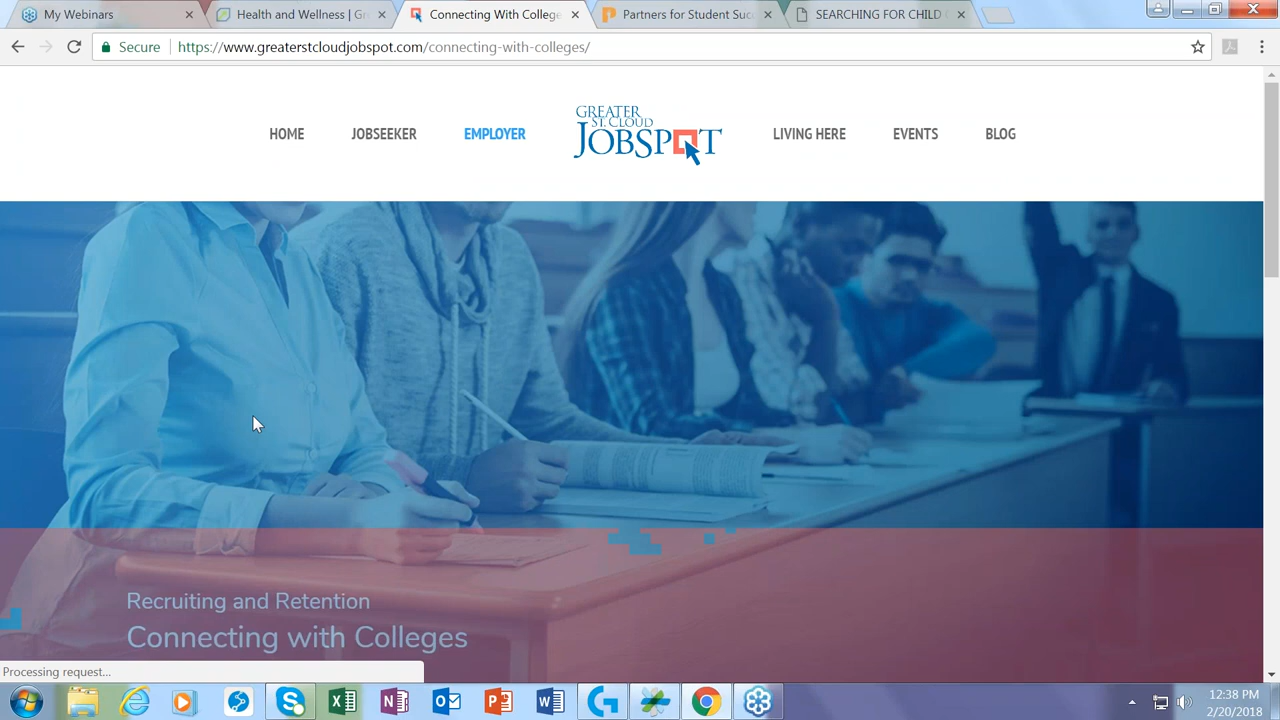 My Webinars
Health and Wellness | Gr
Connecting With College
Partners for Student Suc
SEARCHING FOR CHILD C
Secure
https://www.greaterstcloudjobspot.com/connecting-with-colleges/
HOME
JOBSEEKER
EMPLOYER
GREATER
ST. CLOUD
JOBSPOT
LIVING HERE
EVENTS
BLOG
Recruiting and Retention
Connecting with Colleges
Processing request...
12:38 PM
2/20/2018